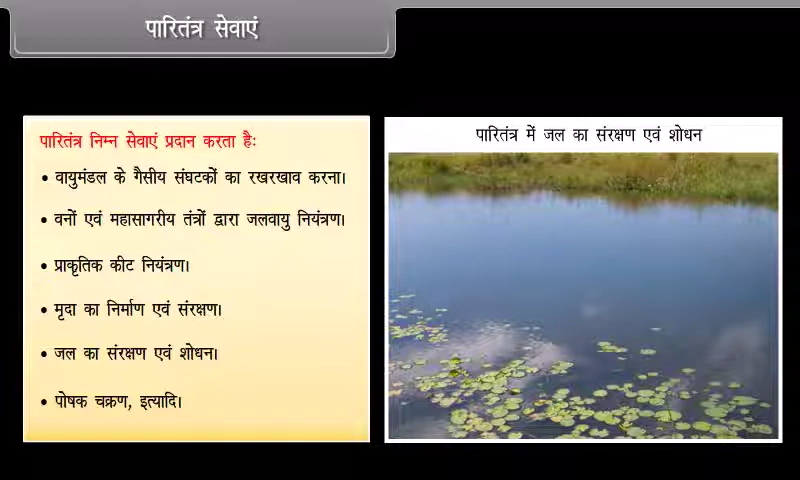 पारितंत्र सेवाएं
पारितंत्र निम्न सेवाएं प्रदान करता हैः
• वायुमंडल के गैसीय संघटकों का रखरखाव करना।
• वनों एवं महासागरीय तंत्रों द्वारा जलवायु नियंत्रण।
• प्राकृतिक कीट नियंत्रण।
• मृदा का निर्माण एवं संरक्षण।
• जल का संरक्षण एवं शोधन।
• पोषक चक्रण, इत्यादि।
पारितंत्र में जल का संरक्षण एवं शोधन